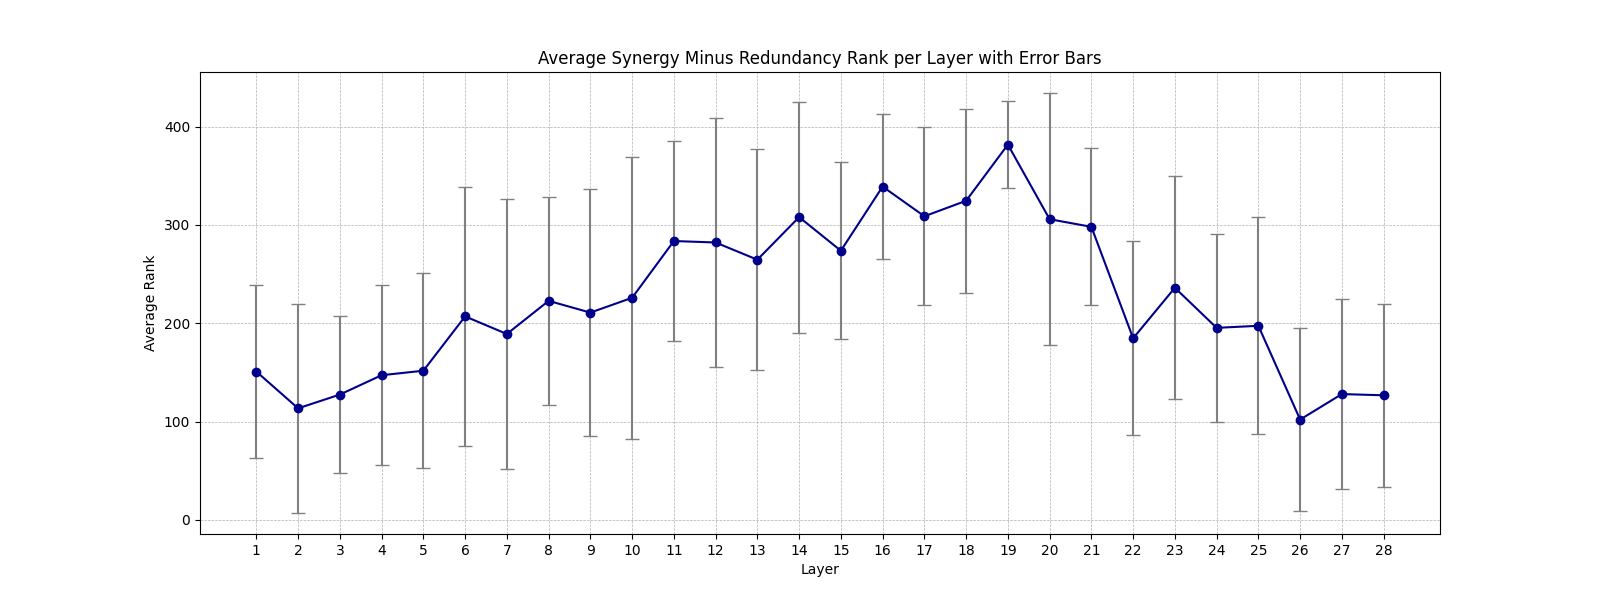 Average Synergy Minus Redundancy Rank per Layer with Error Bars
Average Rank
400
300
200
100
0
1 2 3 4 5 6 7 8 9 10 11 12 13 14 15 16 17 18 19 20 21 22 23 24 25 26 27 28
Layer